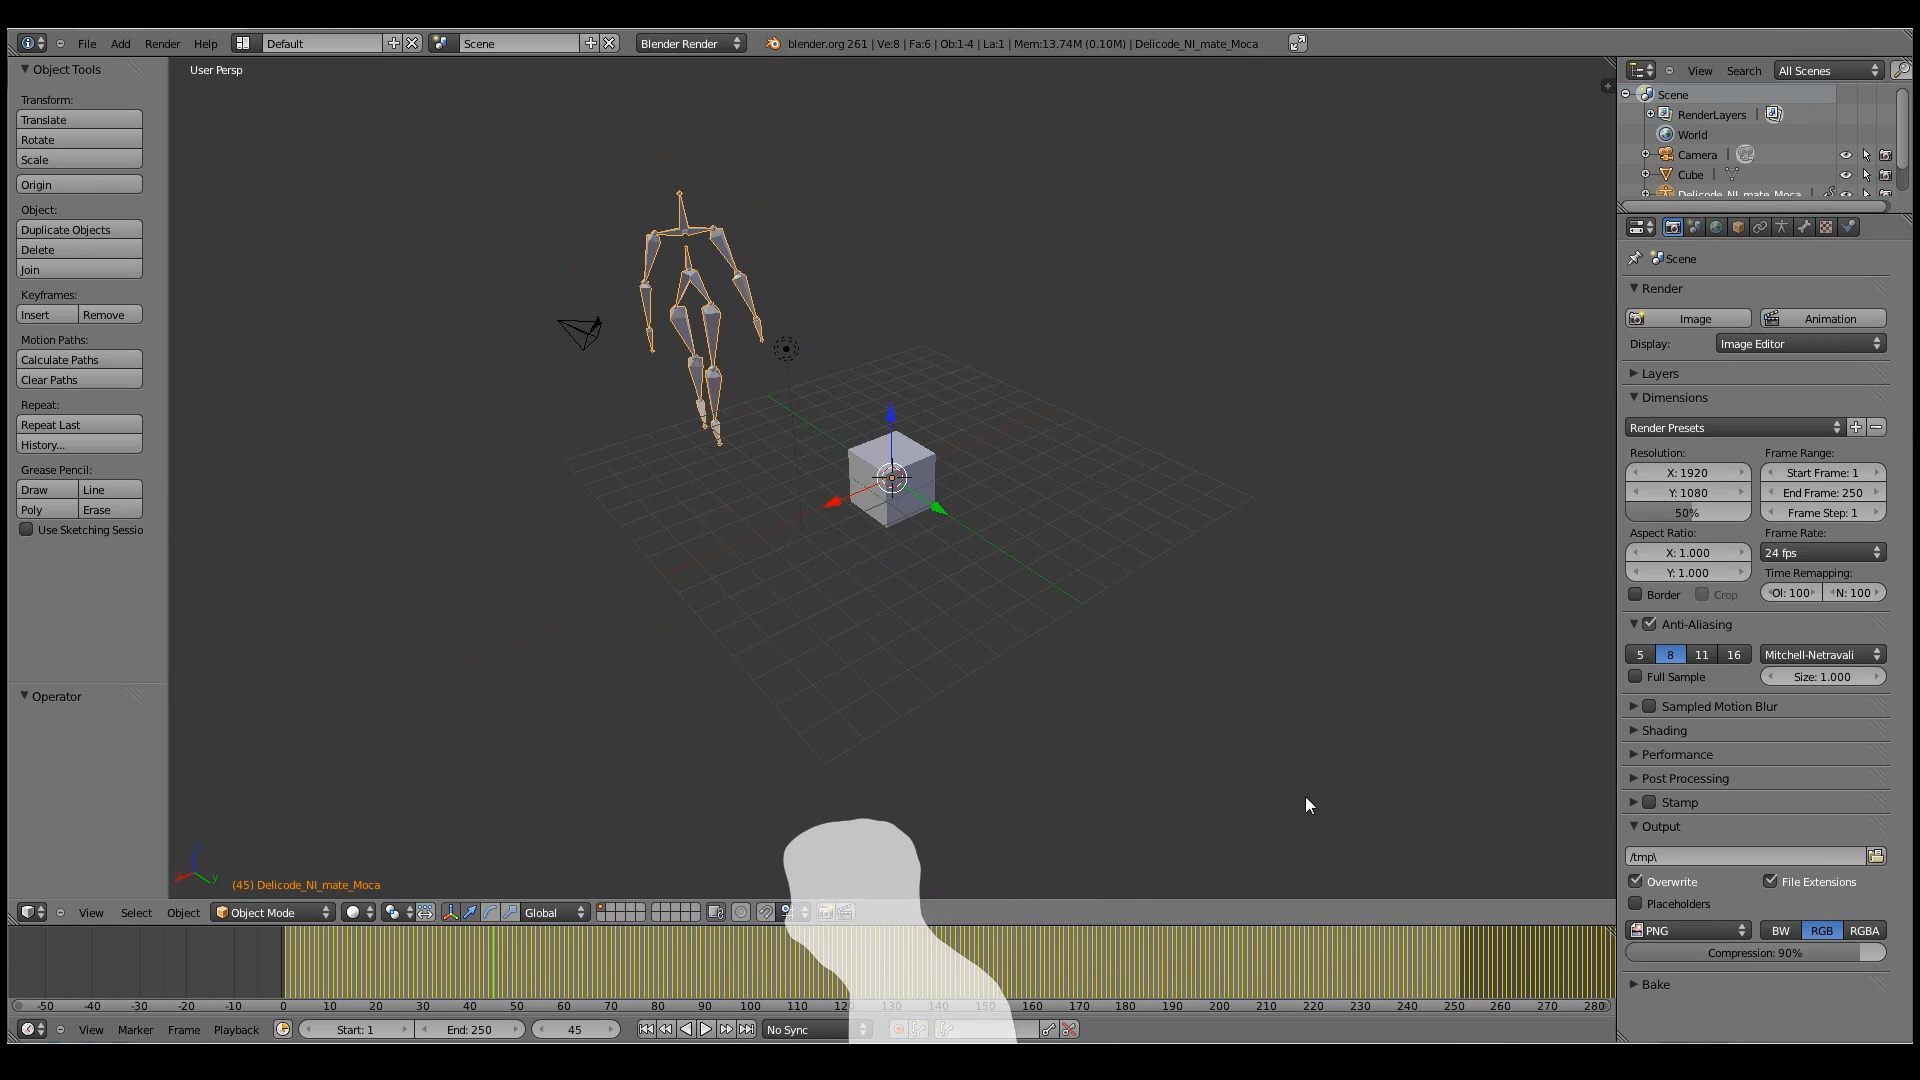 File Add Render Help Default Scene Blender Render blender.org 261 | Ve:8 | Fa:6 | Ob:1-4 | La:1 | Mem:13.74M (0.10M) | Delicode_NI_mate_Moca
Object Tools
Transform:
Translate
Rotate
Scale
Origin
Object:
Duplicate Objects
Delete
Join
Keyframes:
Insert Remove
Motion Paths:
Calculate Paths
Clear Paths
Repeat:
Repeat Last
History...
Grease Pencil:
Draw Line
Poly Erase
Use Sketching Sessio
Operator
User Persp
(45) Delicode_NI_mate_Moca
View Select Object Object Mode Global
-50 -40 -30 -20 -10 0 10 20 30 40 50 60 70 80 90 100 110 120 130 140 150 160 170 180 190 200 210 220 230 240 250 260 270 280
View Marker Frame Playback Start: 1 End: 250 45 No Sync
View Search All Scenes
Scene
RenderLayers
World
Camera
Cube
Delicode_NI_mate_Moca
Scene
Render
Image Animation
Display: Image Editor
Layers
Dimensions
Render Presets
Resolution: Frame Range:
X: 1920 Start Frame: 1
Y: 1080 End Frame: 250
50% Frame Step: 1
Aspect Ratio: Frame Rate:
X: 1.000 24 fps
Y: 1.000 Time Remapping:
Border Crop Ol: 100 N: 100
Anti-Aliasing
5 8 11 16 Mitchell-Netravali
Full Sample Size: 1.000
Sampled Motion Blur
Shading
Performance
Post Processing
Stamp
Output
/tmp\
Overwrite File Extensions
Placeholders
PNG BW RGB RGBA
Compression: 90%
Bake